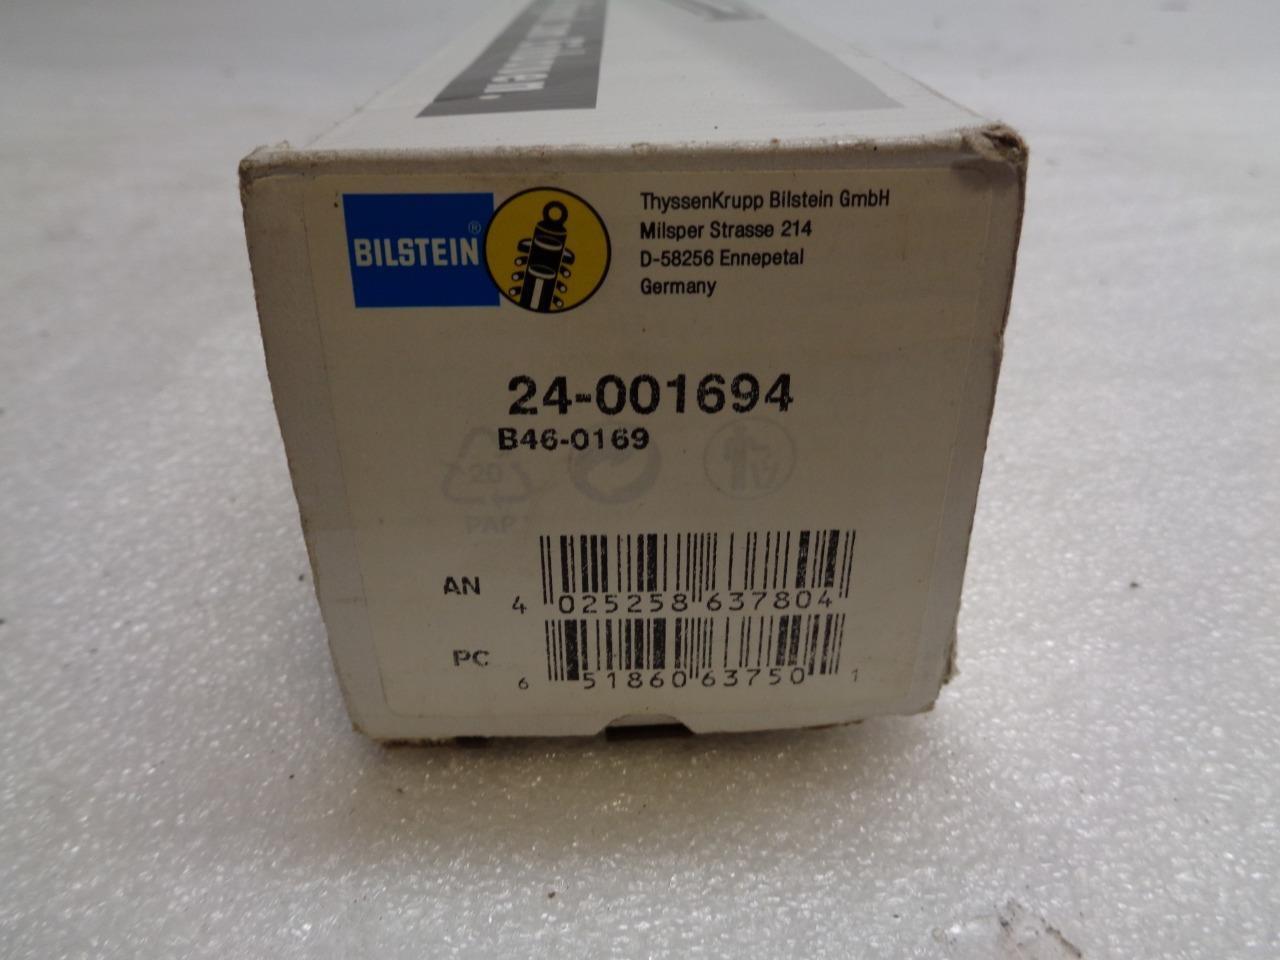 BILSTEIN®
ThyssenKrupp Bilstein GmbH
Milsper Strasse 214
D-58256 Ennepetal
Germany
24-001694
B46-0169
20
PAP
AN
4 025258 637804
PC
6 51860 63750 1